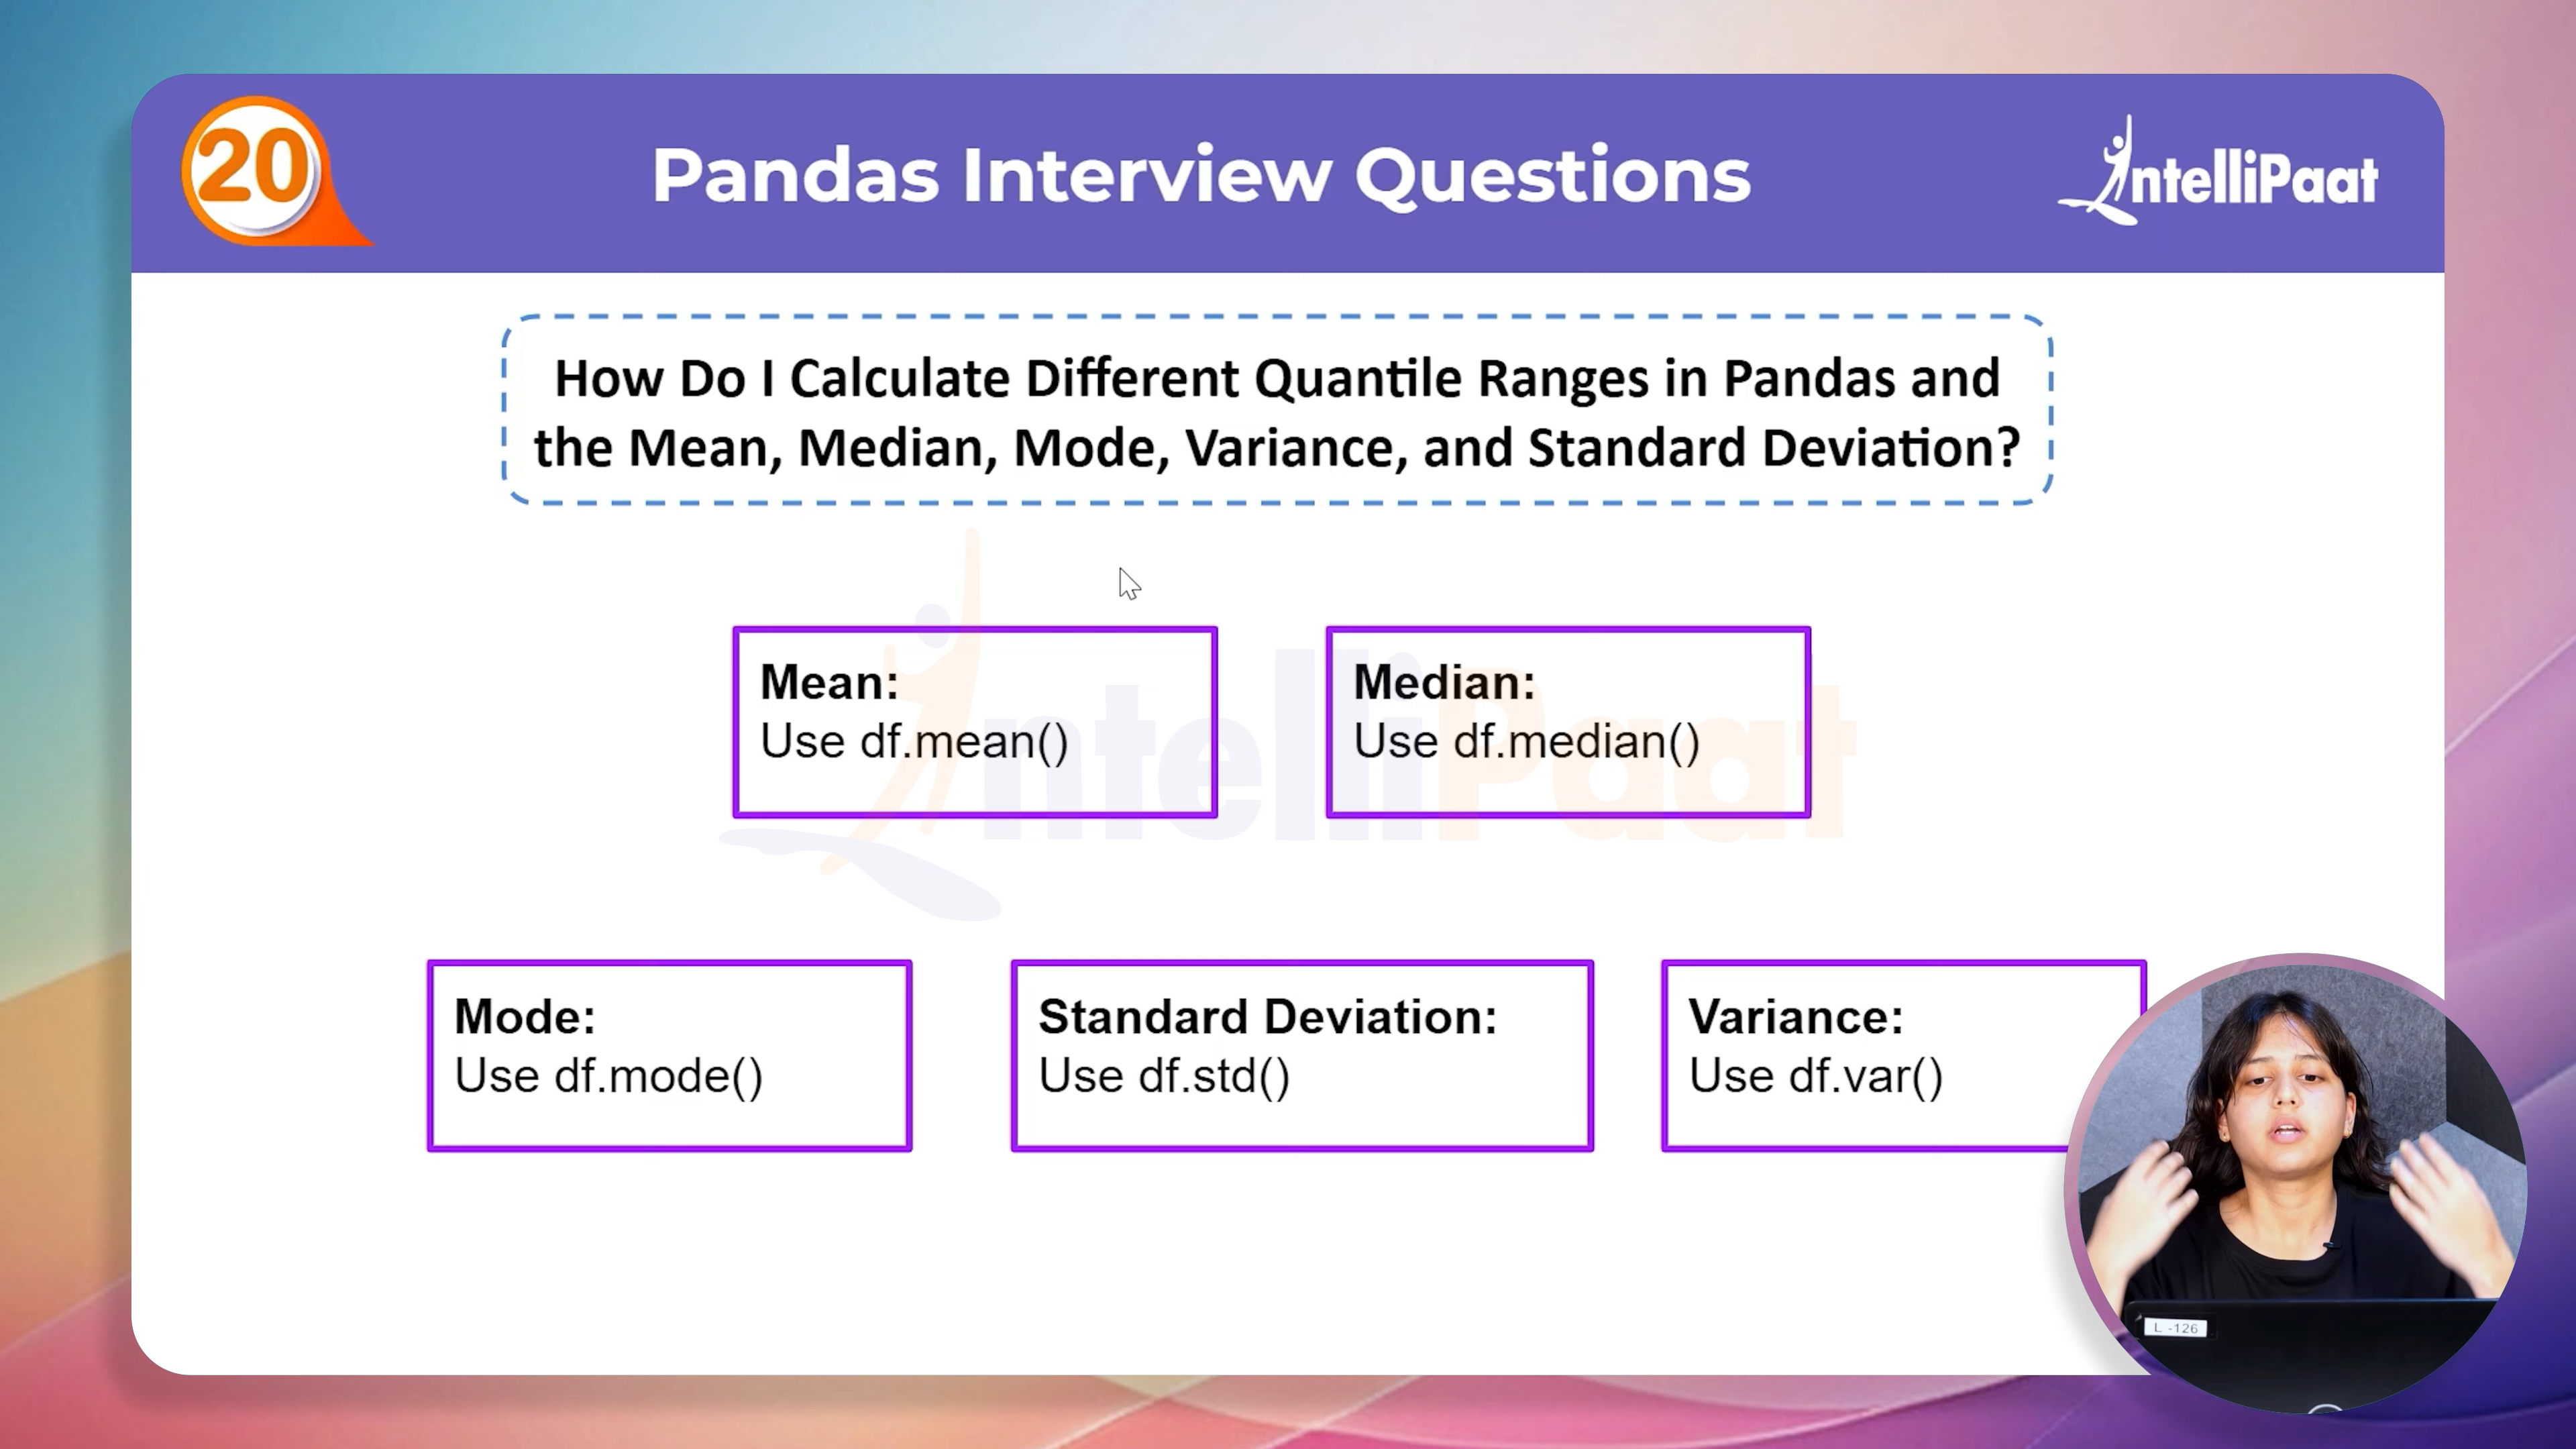 20
Pandas Interview Questions
IntelliPaat
How Do I Calculate Different Quantile Ranges in Pandas and
the Mean, Median, Mode, Variance, and Standard Deviation?
Mean:
Use df.mean()
Median:
Use df.median()
IntelliPaat
Mode:
Use df.mode()
Standard Deviation:
Use df.std()
Variance:
Use df.var()
L -126